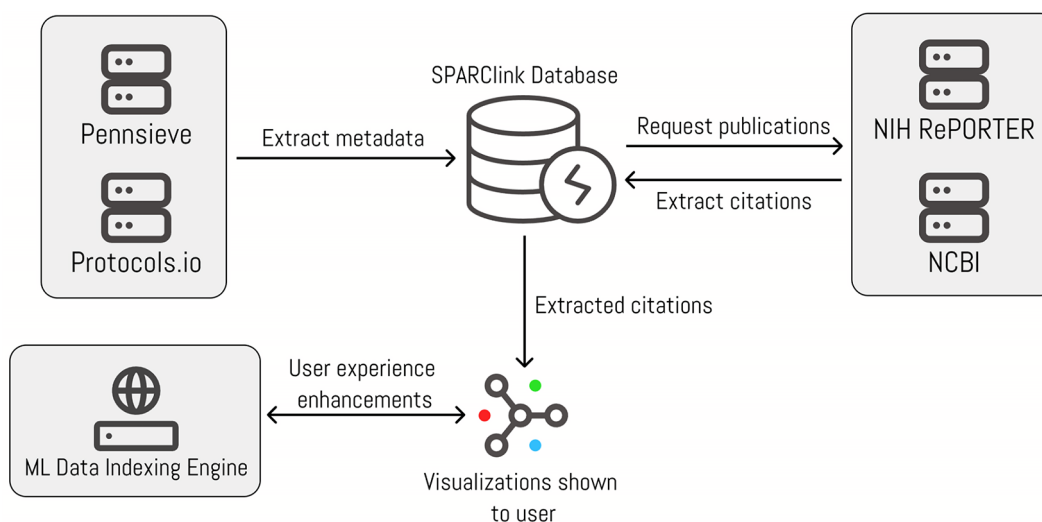 SPARClink Database
Pennsieve
Protocols.io
Extract metadata
Request publications
Extract citations
NIH RePORTER
NCBI
Extracted citations
User experience
enhancements
ML Data Indexing Engine
Visualizations shown
to user